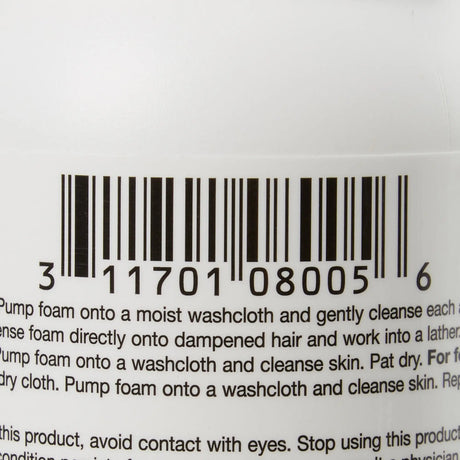 3 11701 08005 6
Pump foam onto a moist washcloth and gently cleanse each
foam directly onto dampened hair and work into a lather.
Pump foam onto a washcloth and cleanse skin. Pat dry. For
dry cloth. Pump foam onto a washcloth and cleanse skin.
this product, avoid contact with eyes. Stop using this product
physician